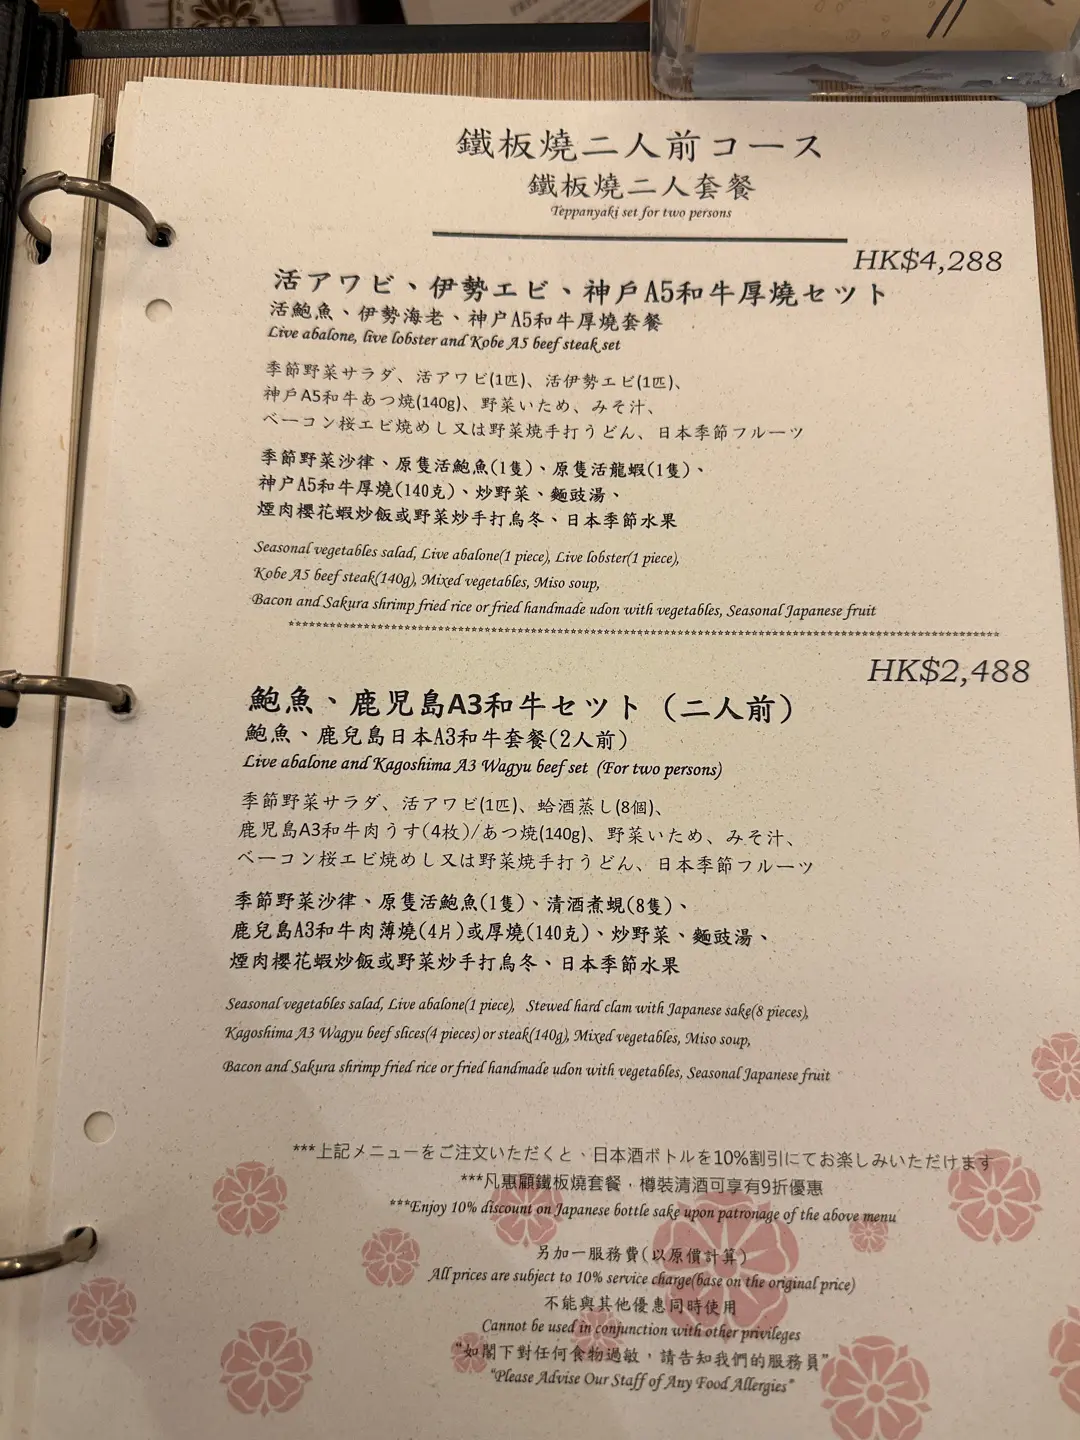 鐵板燒二人前コース
鐵板燒二人套餐
Teppanyaki set for two persons
HK$4,288
活アワビ、伊勢エビ、神戶A5和牛厚燒セット
活鮑魚、伊勢海老、神户A5和牛厚燒套餐
Live abalone, live lobster and Kobe A5 beef steak set
季節野菜サラダ、活アワビ(1匹)、活伊勢エビ(1匹)、
神戶A5和牛あつ燒(140g)、野菜いため、みそ汁、
ベーコン桜エビ焼めし又は野菜燒手打うどん、日本季節フルーツ
季節野菜沙律、原隻活鮑魚(1隻)、原隻活龍蝦(1隻)、
神户A5和牛厚燒(140克)、炒野菜、麵豉湯、
煙肉櫻花蝦炒飯或野菜炒手打烏冬、日本季節水果
Seasonal vegetables salad, Live abalone(1 piece), Live lobster(1 piece),
Kobe A5 beef steak(140g), Mixed vegetables, Miso soup,
Bacon and Sakura shrimp fried rice or fried handmade udon with vegetables, Seasonal Japanese fruit
HK$2,488
鮑魚、鹿児島A3和牛セット（二人前）
鮑魚、鹿兒島日本A3和牛套餐(2人前)
Live abalone and Kagoshima A3 Wagyu beef set (For two persons)
季節野菜サラダ、活アワビ(1匹)、蛤酒蒸し(8個)、
鹿児島A3和牛肉うす(4枚)/あつ焼(140g)、野菜いため、みそ汁、
ベーコン桜エビ焼めし又は野菜焼手打うどん、日本季節フルーツ
季節野菜沙律、原隻活鮑魚(1隻)、清酒煮蜆(8隻)、
鹿兒島A3和牛肉薄燒(4片)或厚燒(140克)、炒野菜、麵豉湯、
煙肉櫻花蝦炒飯或野菜炒手打烏冬、日本季節水果
Seasonal vegetables salad, Live abalone(1 piece), Stewed hard clam with Japanese sake(8 pieces),
Kagoshima A3 Wagyu beef slices(4 pieces) or steak(140g), Mixed vegetables, Miso soup,
Bacon and Sakura shrimp fried rice or fried handmade udon with vegetables, Seasonal Japanese fruit
***上記メニューをご注文いただくと、日本酒ボトルを10%割引にてお楽しみいただけます
***凡惠顧鐵板燒套餐，樽裝清酒可享有9折優惠
***Enjoy 10% discount on Japanese bottle sake upon patronage of the above menu
另加一服務費(以原價計算)
All prices are subject to 10% service charge(base on the original price)
不能與其他優惠同時使用
Cannot be used in conjunction with other privileges
"如閣下對任何食物過敏，請告知我們的服務員"
"Please Advise Our Staff of Any Food Allergies"